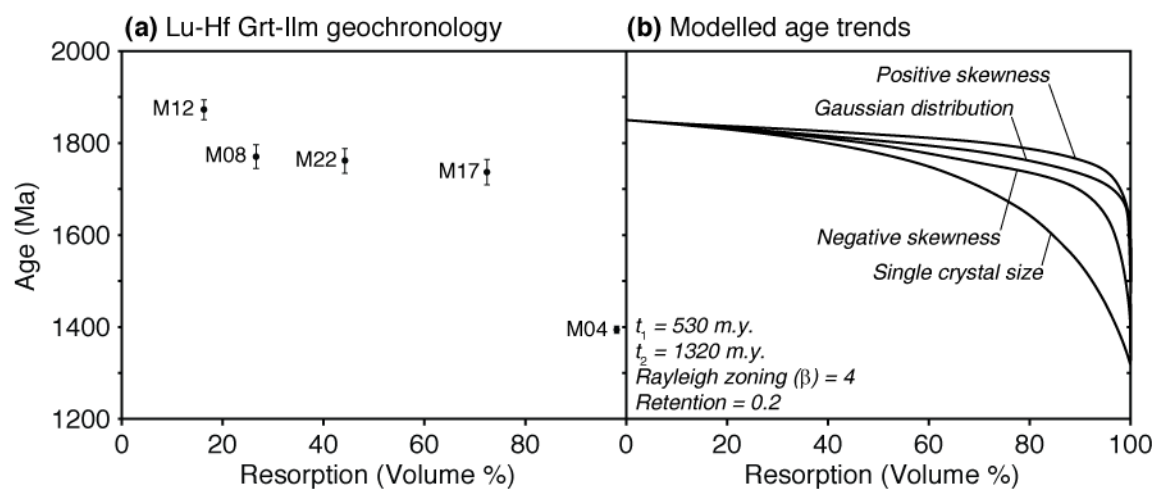 (a) Lu-Hf Grt-Ilm geochronology
(b) Modelled age trends
2000
1800
1600
1400
1200
Age (Ma)
M12
M08
M22
M17
M04
0
20
40
60
80
Resorption (Volume %)
Positive skewness
Gaussian distribution
Negative skewness
Single crystal size
t₁ = 530 m.y.
t₂ = 1320 m.y.
Rayleigh zoning (β) = 4
Retention = 0.2
0
20
40
60
80
100
Resorption (Volume %)